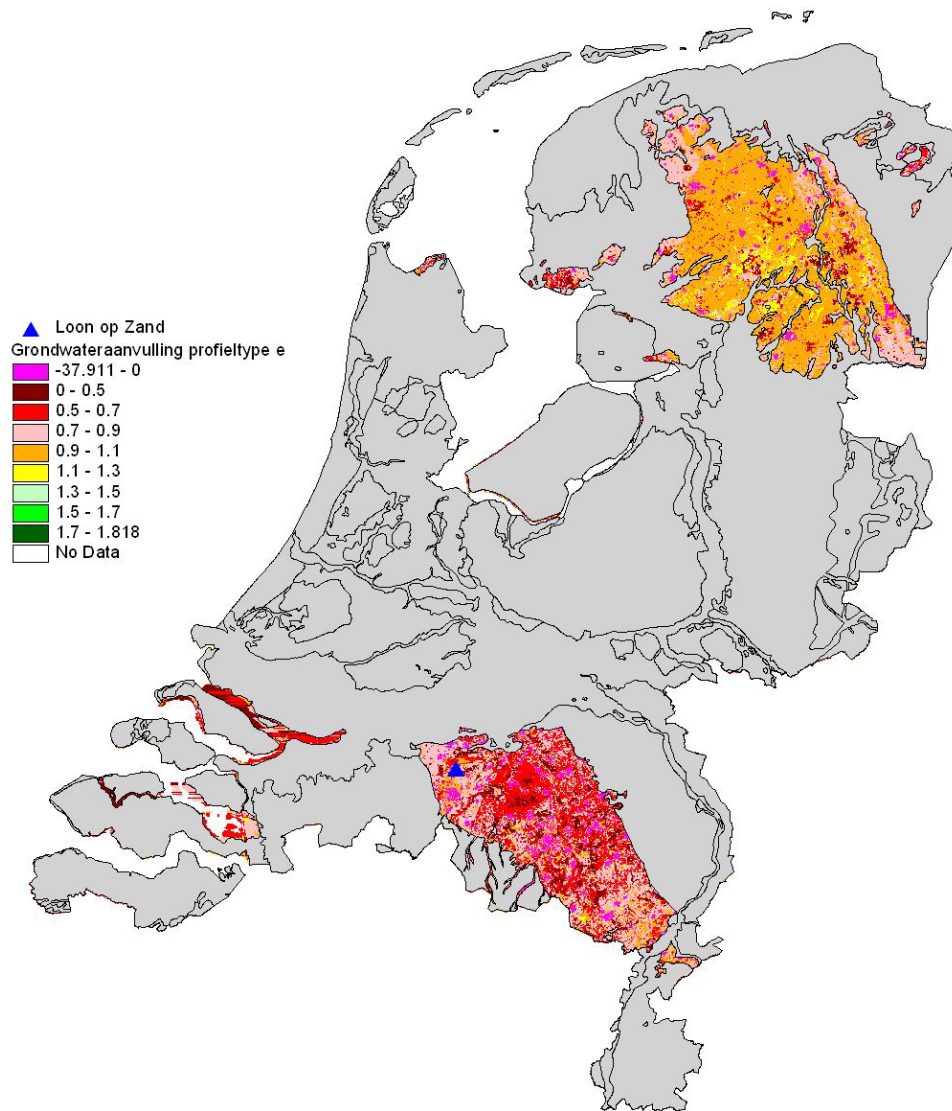 Loon op Zand
Grondwateraanvulling profieltype e
-37.911 - 0
0 - 0.5
0.5 - 0.7
0.7 - 0.9
0.9 - 1.1
1.1 - 1.3
1.3 - 1.5
1.5 - 1.7
1.7 - 1.818
No Data